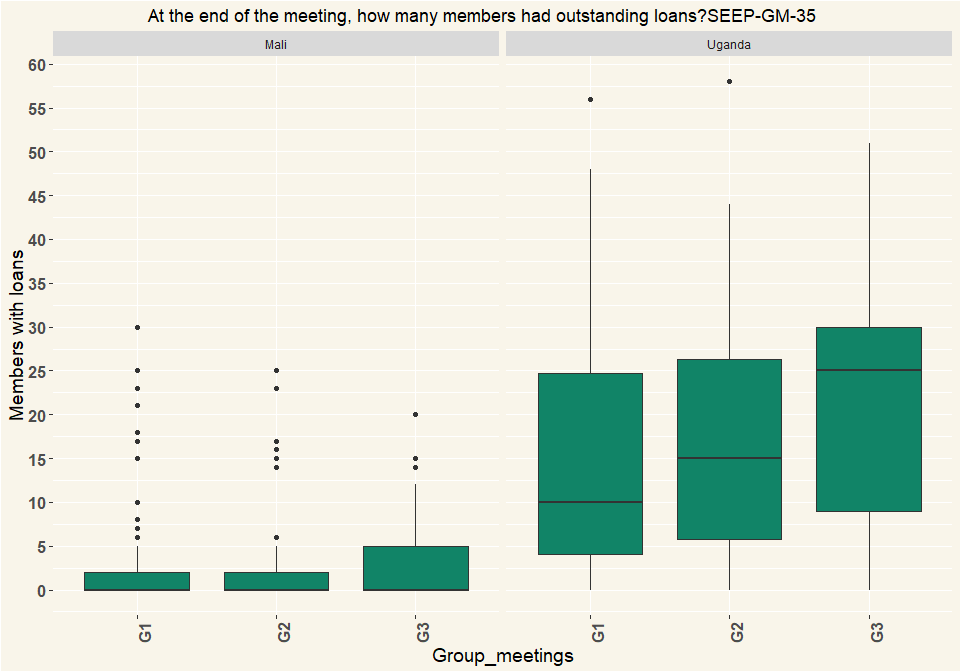 At the end of the meeting, how many members had outstanding loans?SEEP-GM-35
Mali
Uganda
Members with loans
60
55
50
45
40
35
30
25
20
15
10
5
0
G1
G2
G3
G1
G2
G3
Group_meetings